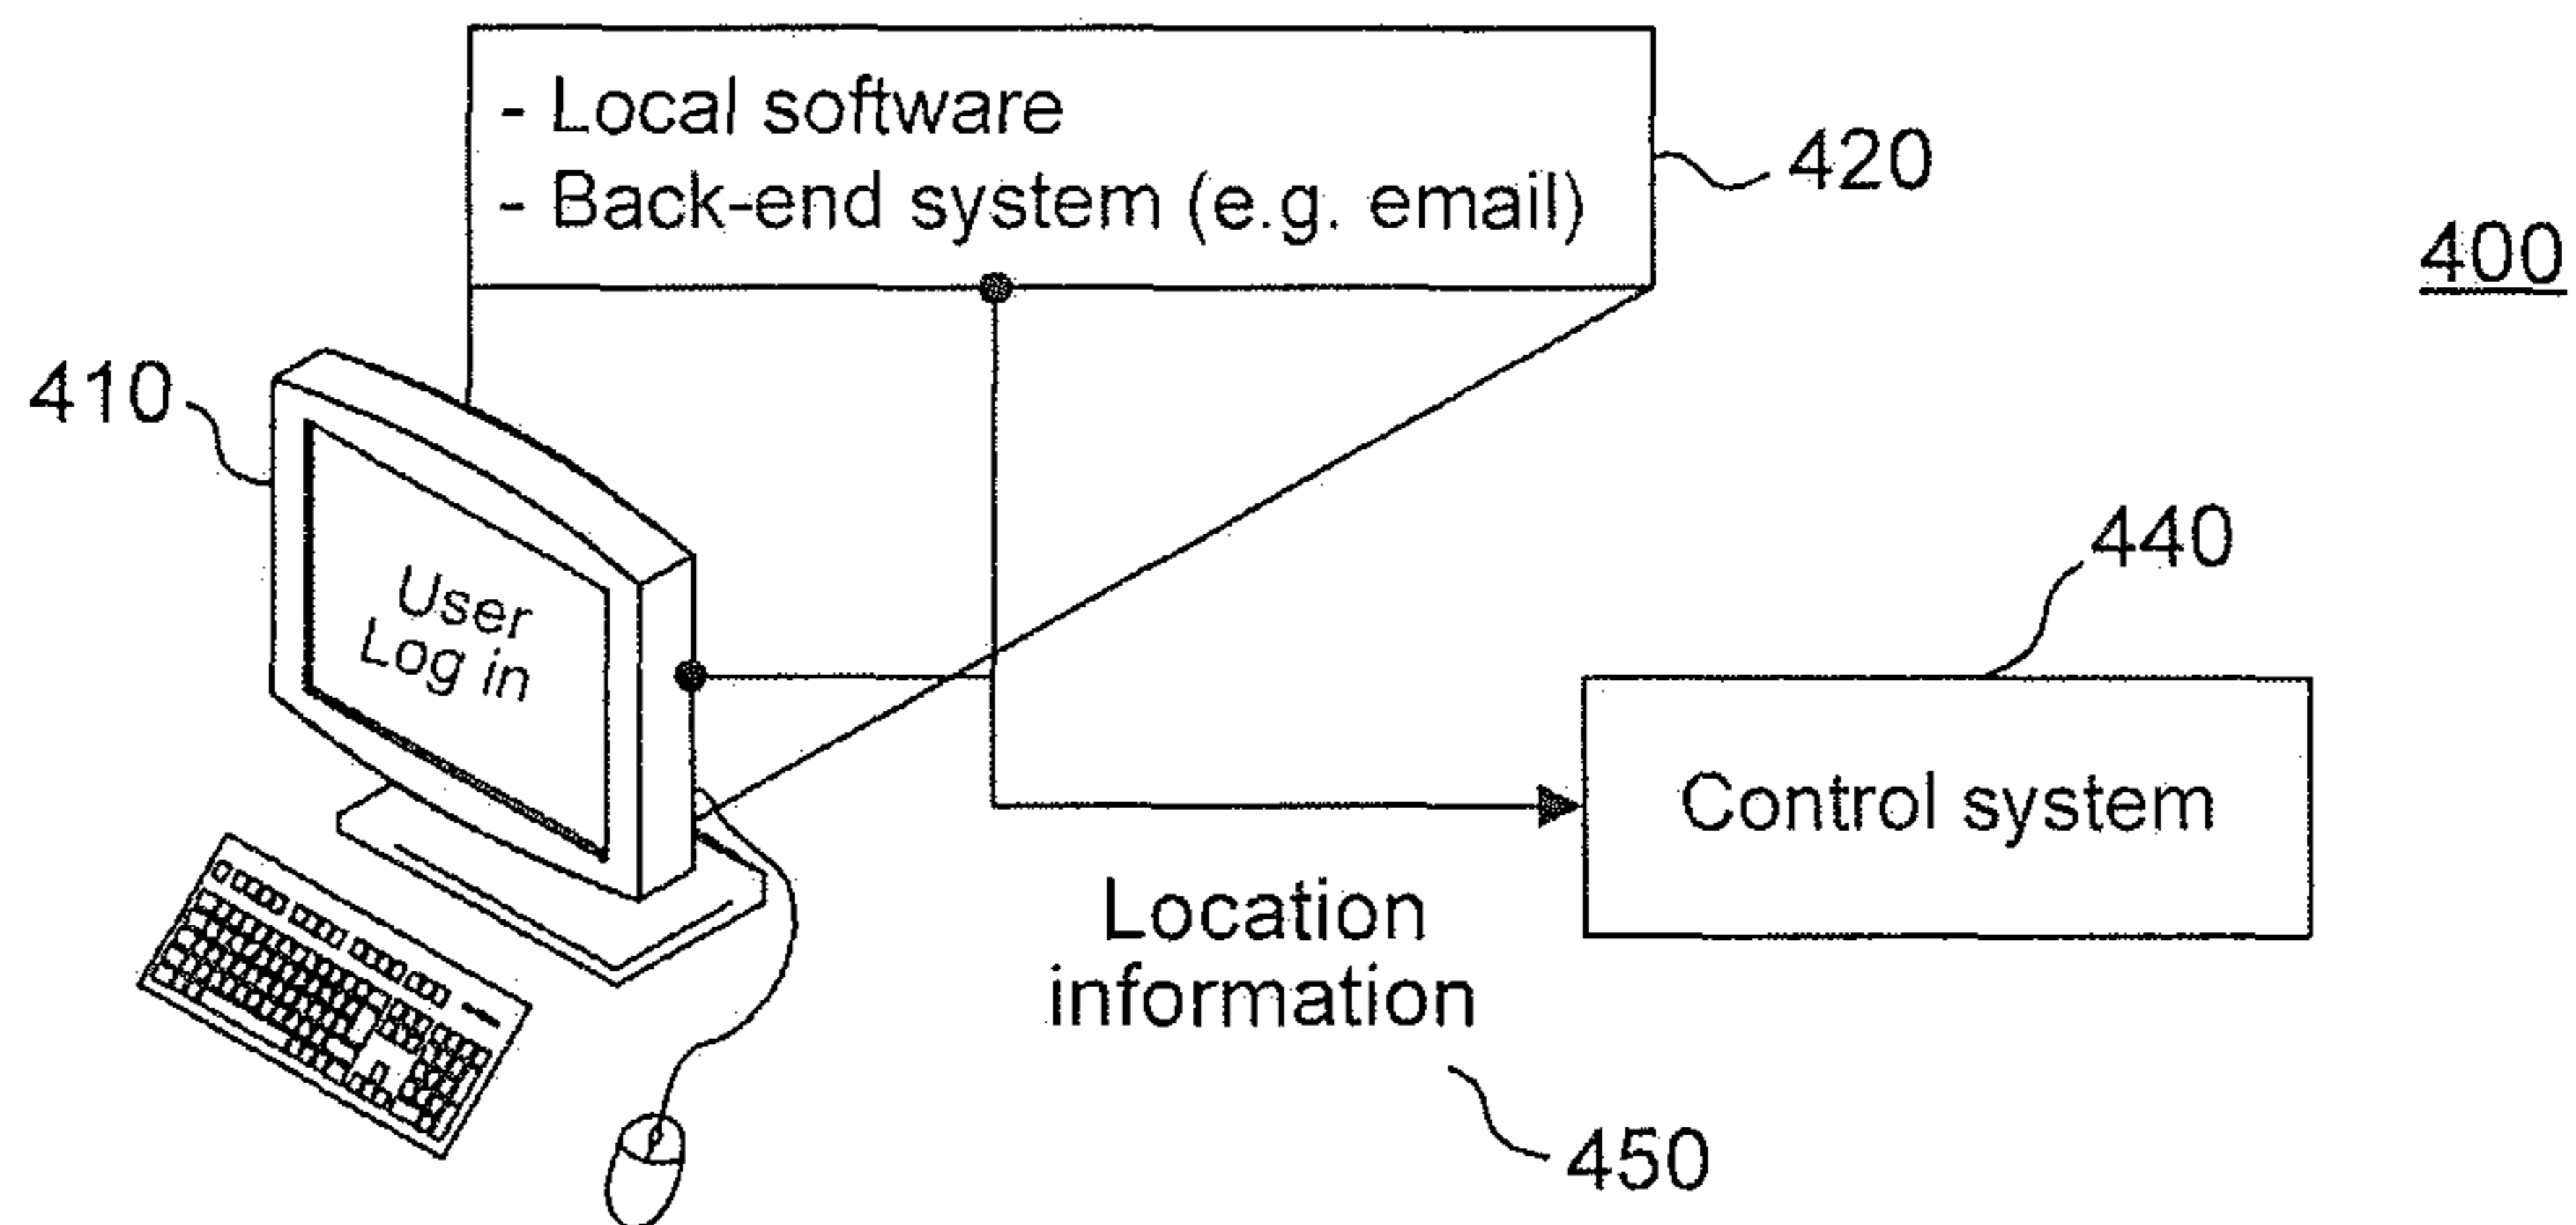 - Local software
- Back-end system (e.g. email)
420
400
410
User
Log in
440
Control system
Location
information
450